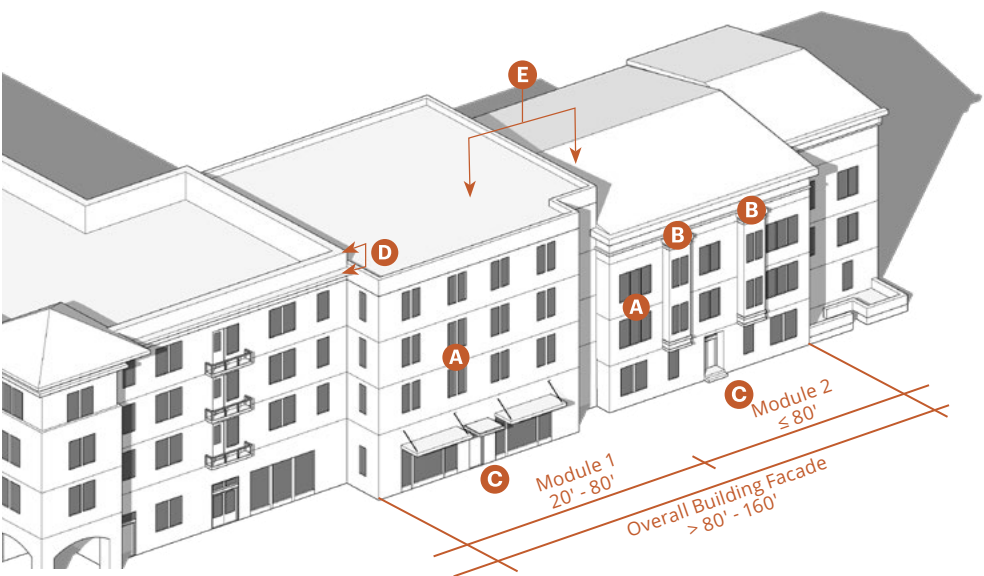 E
B
B
D
A
A
C
Module 2
≤ 80'
C
Module 1
20' - 80'
Overall Building Facade
> 80' - 160'